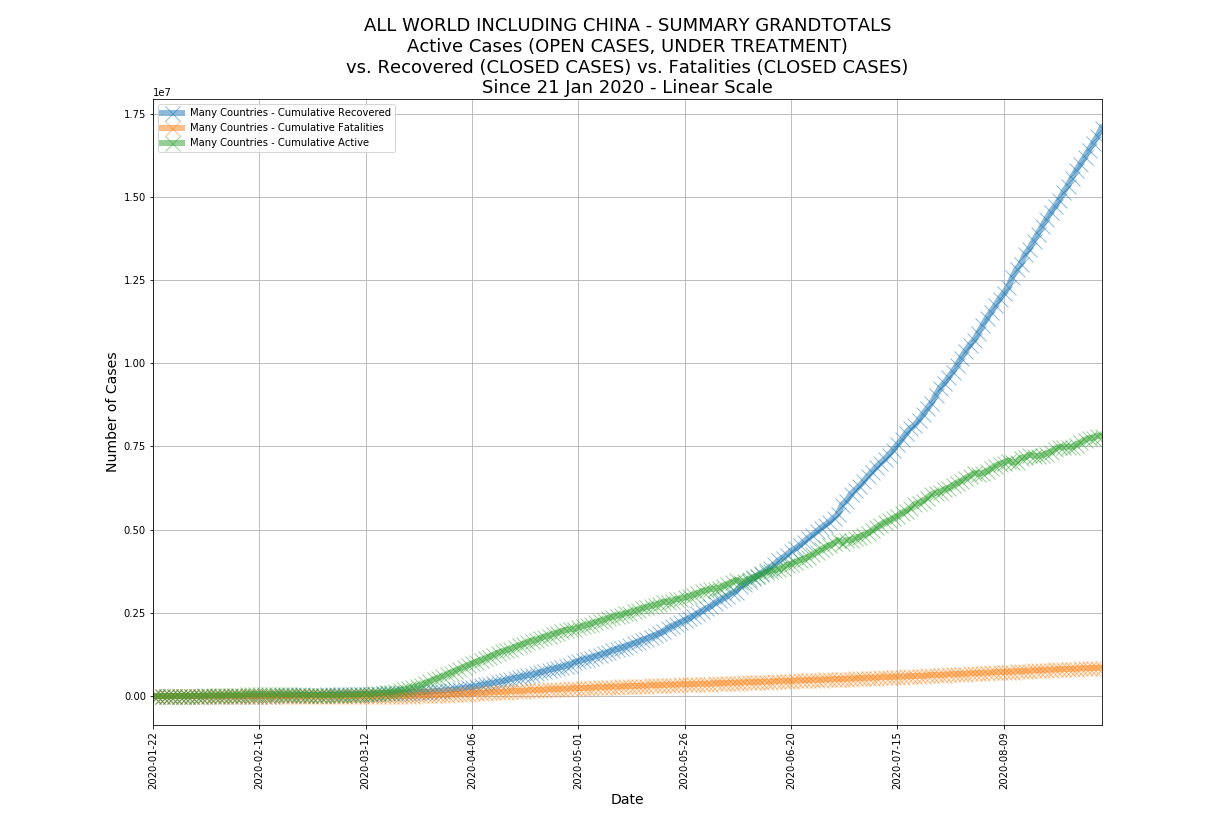 ALL WORLD INCLUDING CHINA - SUMMARY GRANDTOTALS
Active Cases (OPEN CASES, UNDER TREATMENT)
vs. Recovered (CLOSED CASES) vs. Fatalities (CLOSED CASES)
Since 21 Jan 2020 - Linear Scale
1e7
Many Countries - Cumulative Recovered
Many Countries - Cumulative Fatalities
Many Countries - Cumulative Active
1.75
1.50
1.25
1.00
0.75
0.50
0.25
0.00
Number of Cases
2020-01-22
2020-02-16
2020-03-12
2020-04-06
2020-05-01
2020-05-26
2020-06-20
2020-07-15
2020-08-09
Date